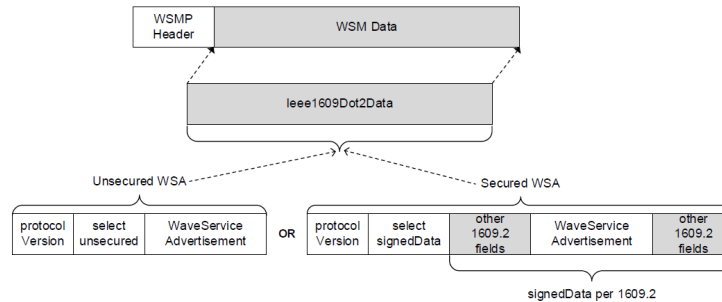 WSMP
Header
WSM Data
Ieee1609Dot2Data
Unsecured WSA
Secured WSA
protocol
Version
select
unsecured
WaveService
Advertisement
OR
protocol
Version
select
signedData
other
1609.2
fields
WaveService
Advertisement
other
1609.2
fields
signedData per 1609.2